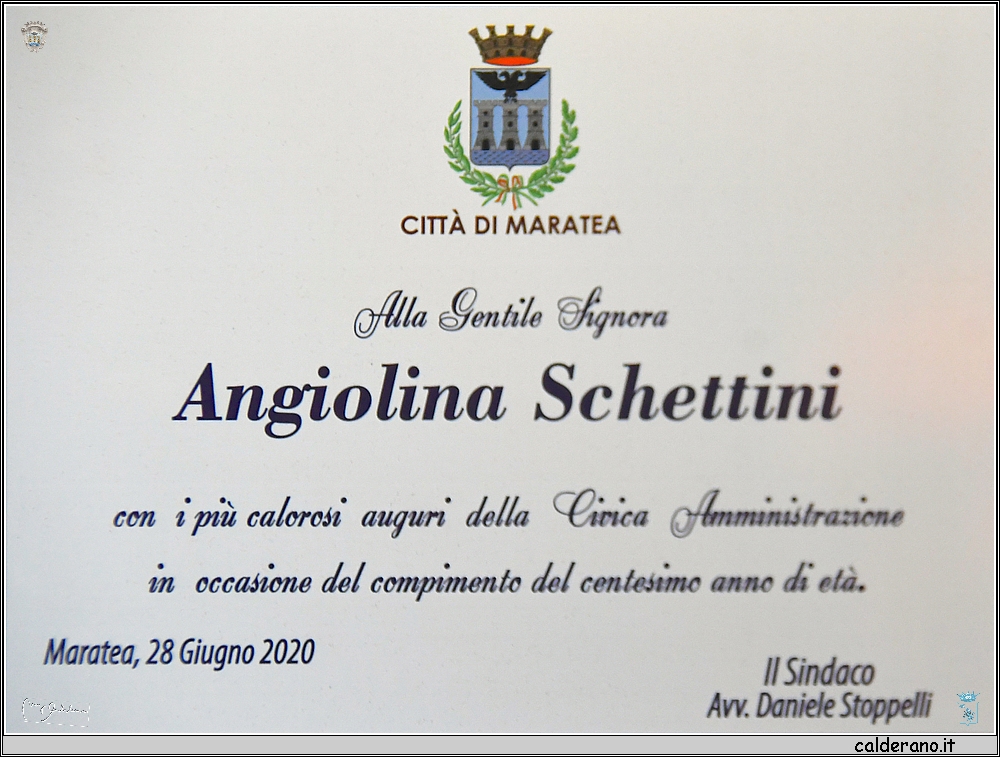 CITTÀ DI MARATEA
Alla Gentile Signora
Angiolina Schettini
con i più calorosi auguri della Civica Amministrazione
in occasione del compimento del centesimo anno di età.
Maratea, 28 Giugno 2020
Il Sindaco
Avv. Daniele Stoppelli
calderano.it